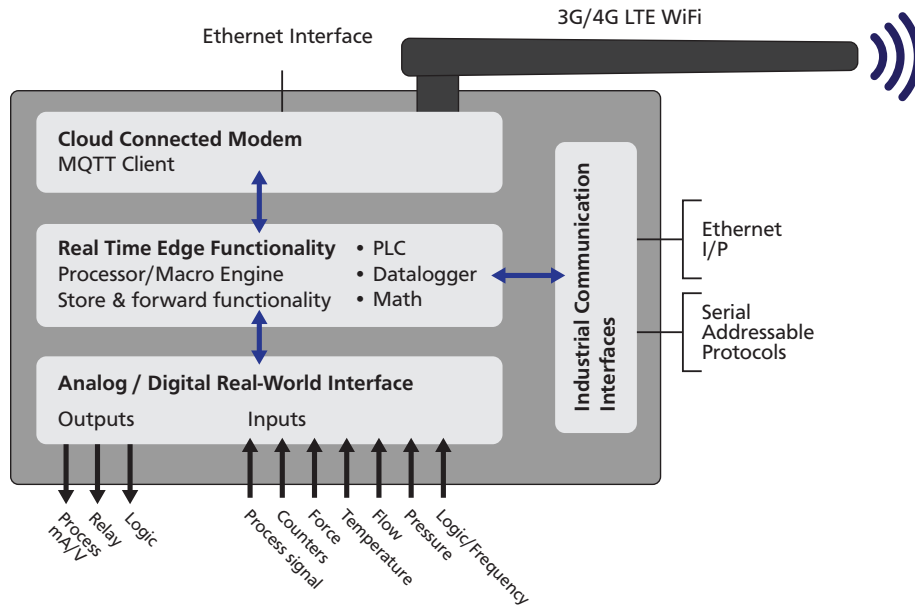 3G/4G LTE WiFi
Ethernet Interface
Cloud Connected Modem
MQTT Client
Real Time Edge Functionality
Processor/Macro Engine
Store & forward functionality
• PLC
• Datalogger
• Math
Industrial Communication
Interfaces
Ethernet
I/P
Serial
Addressable
Protocols
Analog / Digital Real-World Interface
Outputs
Inputs
Process
mA/V
Relay
Logic
Process signal
Counters
Force
Temperature
Flow
Pressure
Logic/Frequency